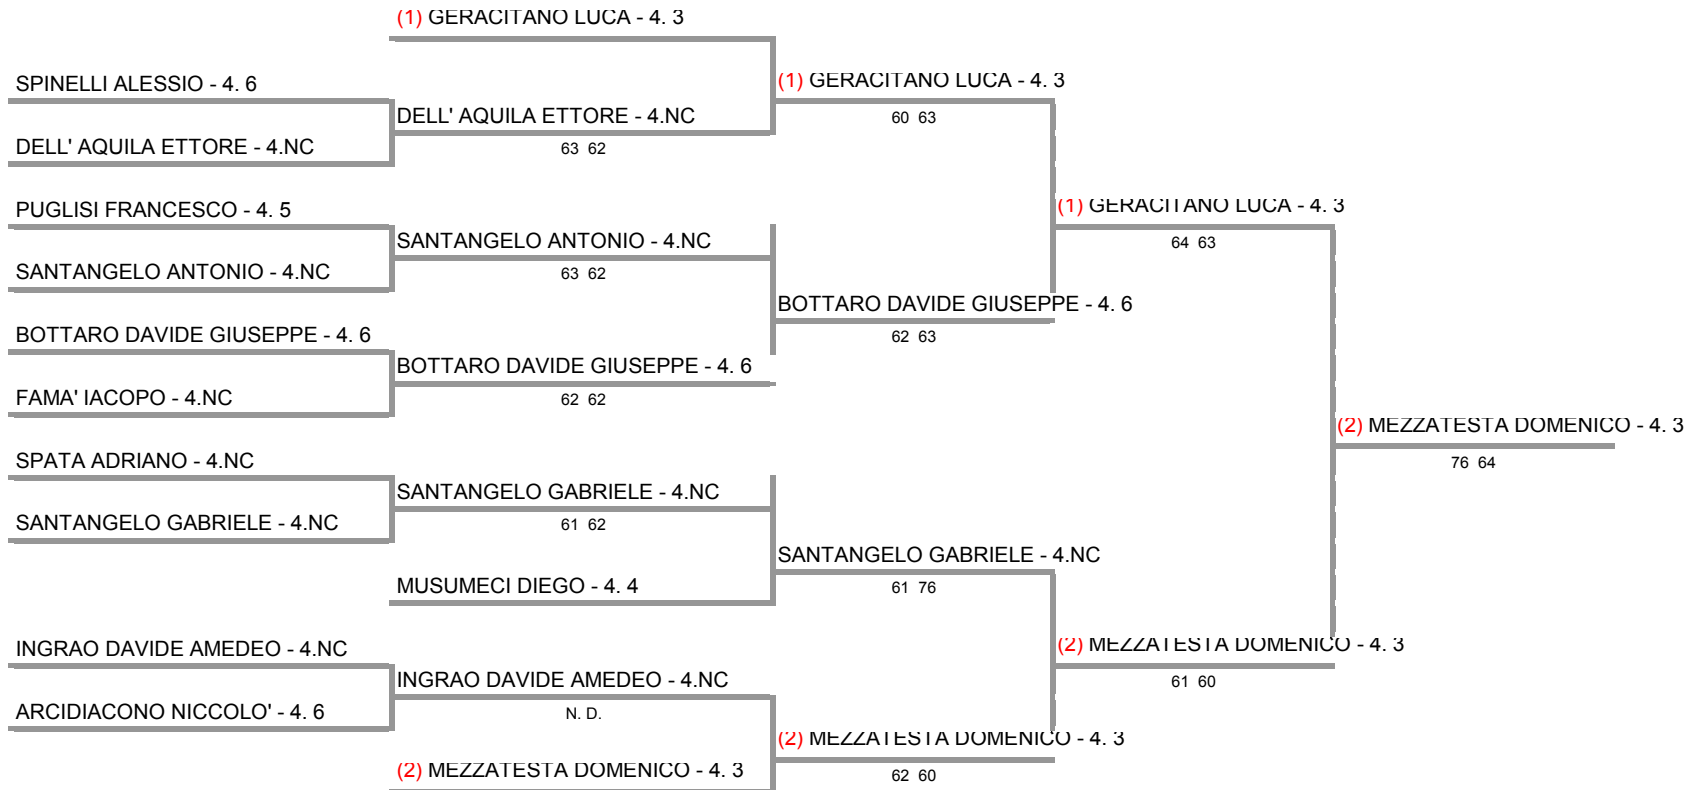 (1) GERACITANO LUCA - 4. 3
SPINELLI ALESSIO - 4. 6
(1) GERACITANO LUCA - 4. 3
DELL' AQUILA ETTORE - 4.NC
60 63
DELL' AQUILA ETTORE - 4.NC
63 62
PUGLISI FRANCESCO - 4. 5
(1) GERACITANO LUCA - 4. 3
SANTANGELO ANTONIO - 4.NC
64 63
SANTANGELO ANTONIO - 4.NC
63 62
BOTTARO DAVIDE GIUSEPPE - 4. 6
BOTTARO DAVIDE GIUSEPPE - 4. 6
62 63
BOTTARO DAVIDE GIUSEPPE - 4. 6
FAMA' IACOPO - 4.NC
62 62
(2) MEZZATESTA DOMENICO - 4. 3
SPATA ADRIANO - 4.NC
76 64
SANTANGELO GABRIELE - 4.NC
SANTANGELO GABRIELE - 4.NC
61 62
SANTANGELO GABRIELE - 4.NC
MUSUMECI DIEGO - 4. 4
61 76
INGRAO DAVIDE AMEDEO - 4.NC
(2) MEZZATESTA DOMENICO - 4. 3
INGRAO DAVIDE AMEDEO - 4.NC
61 60
ARCIDIACONO NICCOLO' - 4. 6
N. D.
(2) MEZZATESTA DOMENICO - 4. 3
(2) MEZZATESTA DOMENICO - 4. 3
62 60